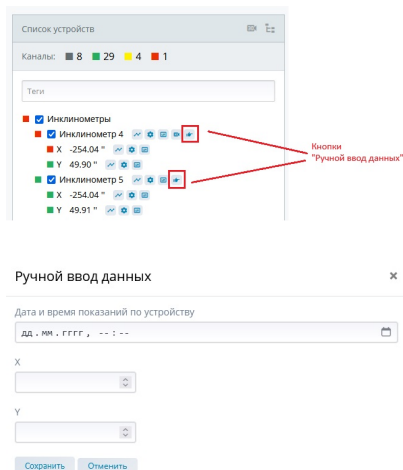 Список устройств
Каналы: 8 29 4 1
Теги
Инклинометры
Инклинометр 4
X -254.04 "
Y 49.90 "
Инклинометр 5
X -254.04 "
Y 49.91 "
Кнопки
"Ручной ввод данных"
Ручной ввод данных
Дата и время показаний по устройству
дд.мм.гггг, --:--
X
Y
Сохранить Отменить